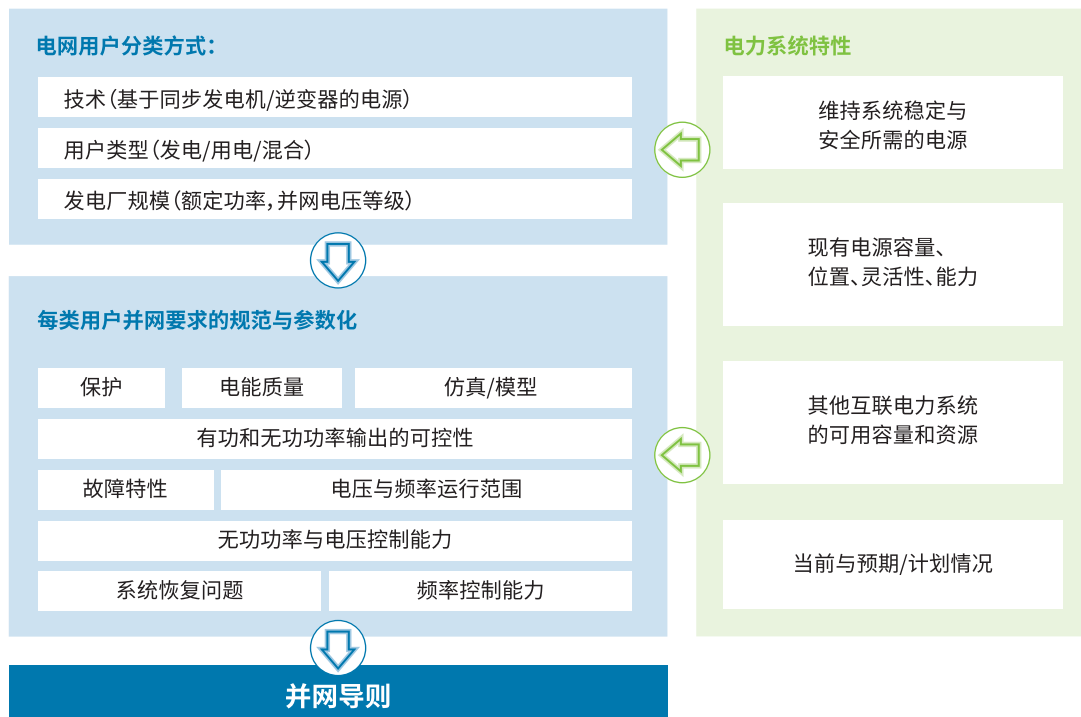 电网用户分类方式：
技术（基于同步发电机/逆变器的电源）
用户类型（发电/用电/混合）
发电厂规模（额定功率，并网电压等级）
每类用户并网要求的规范与参数化
保护
电能质量
仿真/模型
有功和无功功率输出的可控性
故障特性
电压与频率运行范围
无功功率与电压控制能力
系统恢复问题
频率控制能力
并网导则
电力系统特性
维持系统稳定与
安全所需的电源
现有电源容量、
位置、灵活性、能力
其他互联电力系统
的可用容量和资源
当前与预期/计划情况